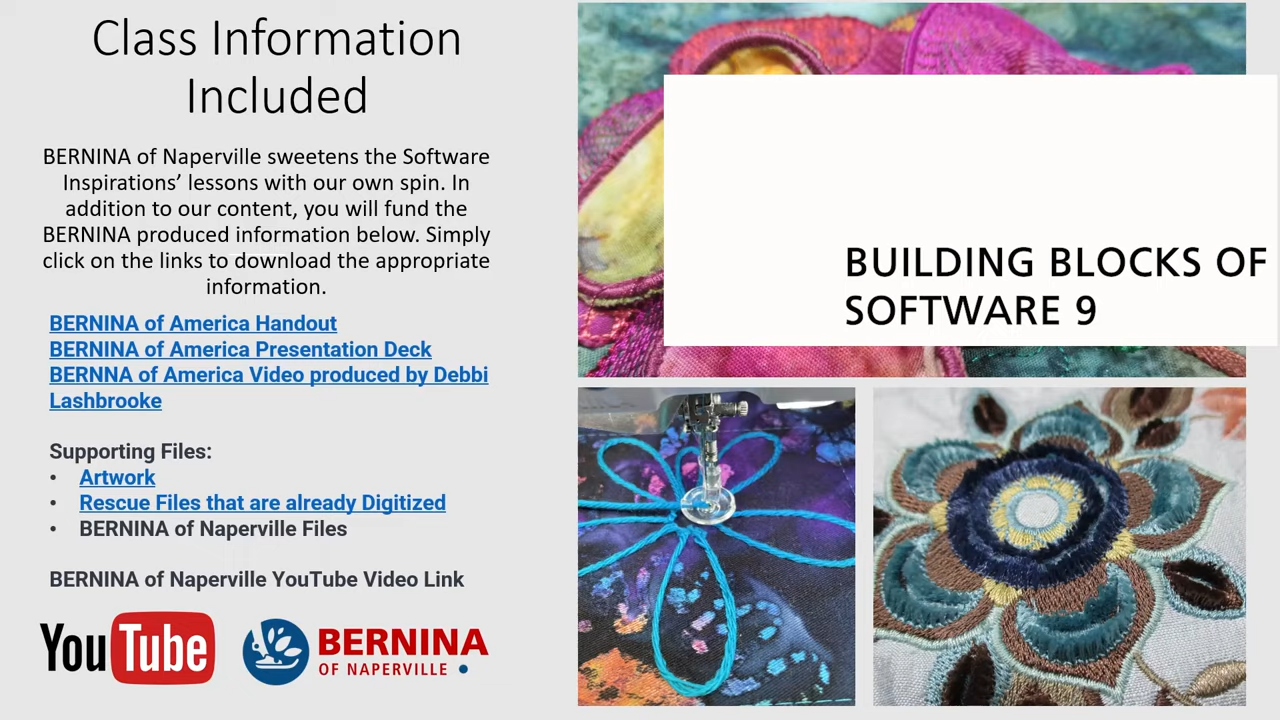 Class Information
Included
BERNINA of Naperville sweetens the Software
Inspirations’ lessons with our own spin. In
addition to our content, you will fund the
BERNINA produced information below. Simply
click on the links to download the appropriate
information.
BERNINA of America Handout
BERNINA of America Presentation Deck
BERNNA of America Video produced by Debbi
Lashbrooke
Supporting Files:
• Artwork
• Rescue Files that are already Digitized
• BERNINA of Naperville Files
BERNINA of Naperville YouTube Video Link
YouTube
BERNINA
OF NAPERVILLE
BUILDING BLOCKS OF
SOFTWARE 9